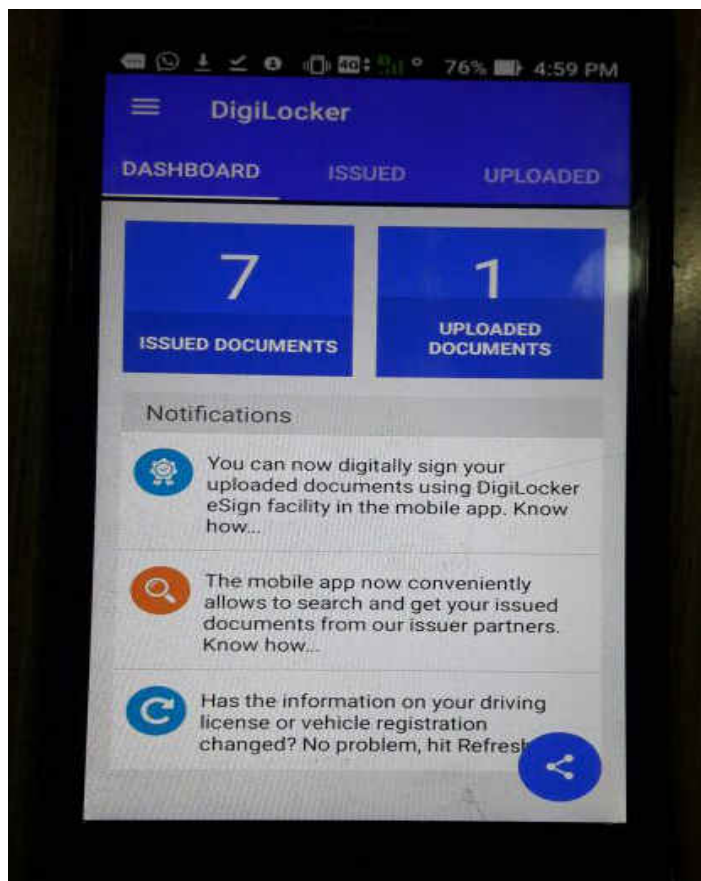 4G 76% 4:59 PM
DigiLocker
DASHBOARD ISSUED UPLOADED
7
ISSUED DOCUMENTS
1
UPLOADED
DOCUMENTS
Notifications
You can now digitally sign your
uploaded documents using DigiLocker
eSign facility in the mobile app. Know
how...
The mobile app now conveniently
allows to search and get your issued
documents from our issuer partners.
Know how...
Has the information on your driving
license or vehicle registration
changed? No problem, hit Refresh